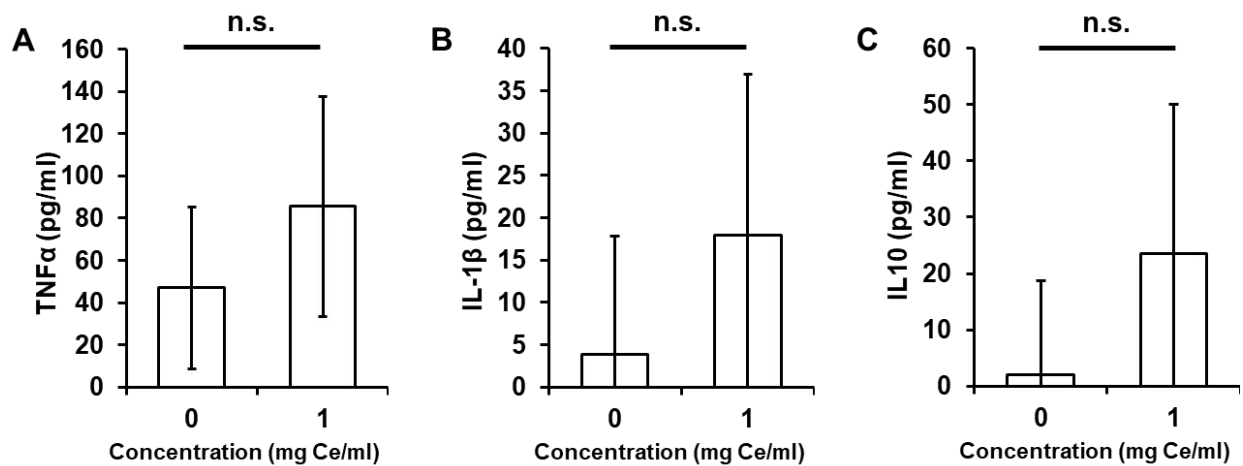 A
n.s.
TNFα (pg/ml)
160
140
120
100
80
60
40
20
0
0 1
Concentration (mg Ce/ml)
B
n.s.
IL-1β (pg/ml)
40
35
30
25
20
15
10
5
0
0 1
Concentration (mg Ce/ml)
C
n.s.
IL10 (pg/ml)
60
50
40
30
20
10
0
0 1
Concentration (mg Ce/ml)